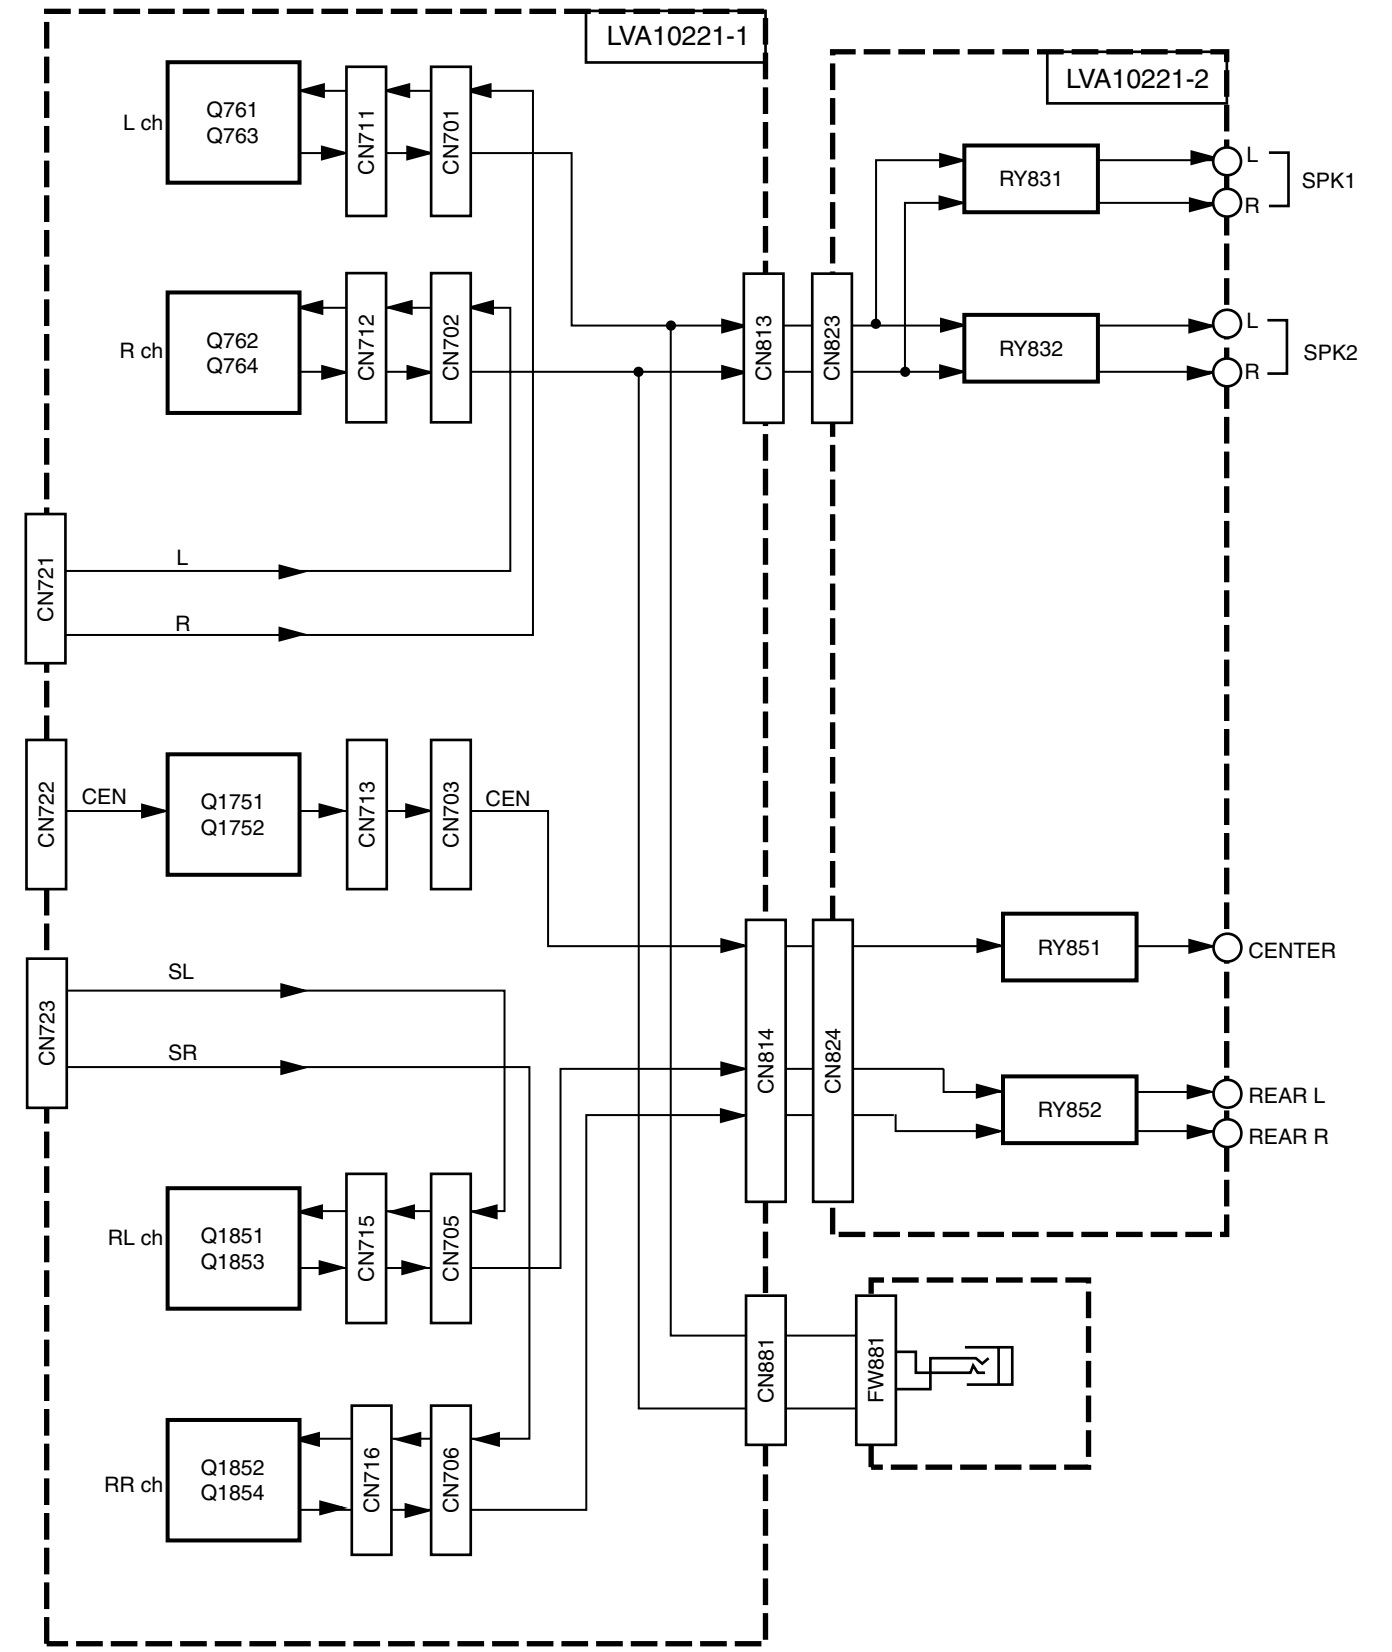 LVA10221-1
LVA10221-2
L ch
Q761
Q763
CN711
CN701
RY831
L
R
SPK1
R ch
Q762
Q764
CN712
CN702
CN813
CN823
RY832
L
R
SPK2
CN721
L
R
CN722
CEN
Q1751
Q1752
CN713
CN703
CEN
CN723
SL
SR
CN814
CN824
RY851
CENTER
RY852
REAR L
REAR R
RL ch
Q1851
Q1853
CN715
CN705
CN881
FW881
RR ch
Q1852
Q1854
CN716
CN706